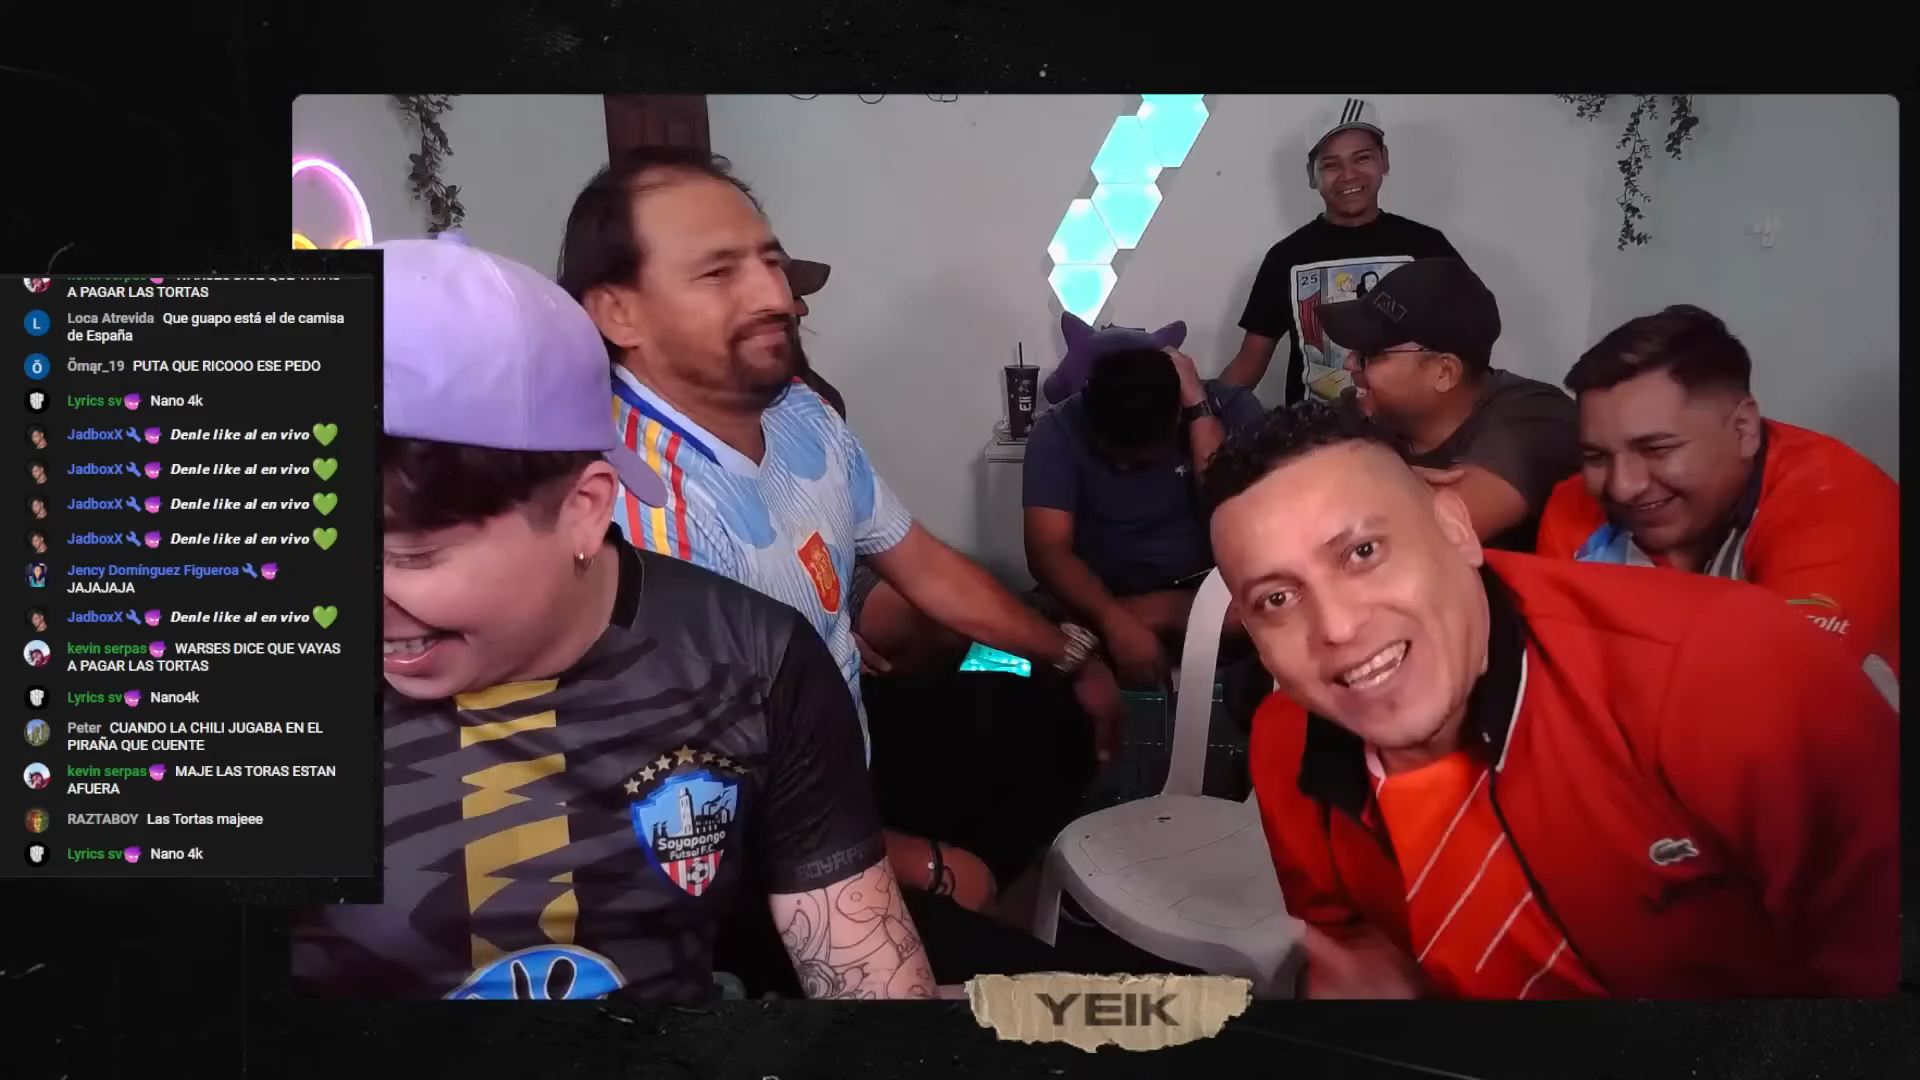 A PAGAR LAS TORTAS
Loca Atrevida Que guapo está el de camisa
de España
Õmąr_19 PUTA QUE RICOOO ESE PEDO
Lyrics sv😈 Nano 4k
JadboxX🔧😈 Denle like al en vivo💚
JadboxX🔧😈 Denle like al en vivo💚
JadboxX🔧😈 Denle like al en vivo💚
JadboxX🔧😈 Denle like al en vivo💚
Jency Domínguez Figueroa🔧😈
JAJAJAJA
JadboxX🔧😈 Denle like al en vivo💚
kevin serpas😈 WARSES DICE QUE VAYAS
A PAGAR LAS TORTAS
Lyrics sv😈 Nano4k
Peter CUANDO LA CHILI JUGABA EN EL
PIRAÑA QUE CUENTE
kevin serpas😈 MAJE LAS TORAS ESTAN
AFUERA
RAZTABOY Las Tortas majeee
Lyrics sv😈 Nano 4k
L
Õ
25
Eli
Soyapango
Futsal F.C.
YEIK